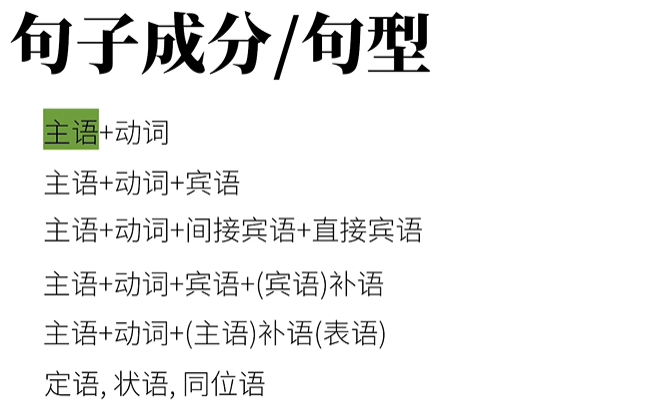 句子成分/句型
主语+动词
主语+动词+宾语
主语+动词+间接宾语+直接宾语
主语+动词+宾语+(宾语)补语
主语+动词+(主语)补语(表语)
定语, 状语, 同位语